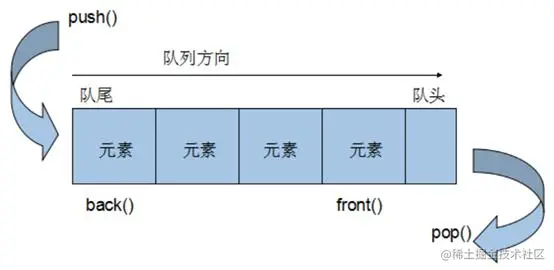 push()
队列方向
队尾
队头
元素
元素
元素
元素
back()
front()
pop()
@稀土掘金技术社区